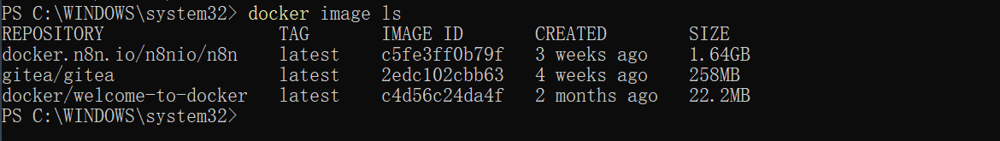 PS C:\WINDOWS\system32> docker image ls
REPOSITORY TAG IMAGE ID CREATED SIZE
docker.n8n.io/n8nio/n8n latest c5fe3ff0b79f 3 weeks ago 1.64GB
gitea/gitea latest 2edc102cbb63 4 weeks ago 258MB
docker/welcome-to-docker latest c4d56c24da4f 2 months ago 22.2MB
PS C:\WINDOWS\system32>